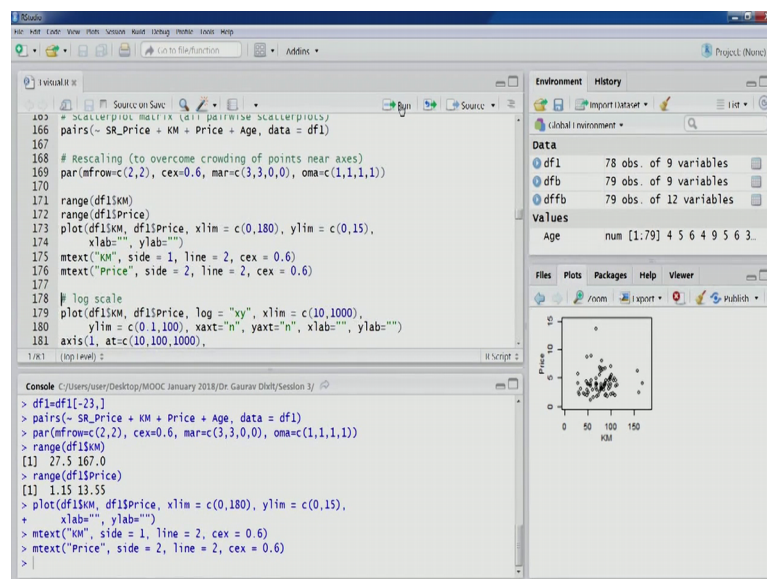 RStudio
File Edit Code View Plots Session Build Debug Profile Tools Help
Go to file/function
Addins
Project: (None)
1visual.R
Source on Save
Run
Source
165 # Scatterplot matrix (all pairwise scatterplots)
166 pairs(~ SR_Price + KM + Price + Age, data = df1)
167
168 # Rescaling (to overcome crowding of points near axes)
169 par(mfrow=c(2,2), cex=0.6, mar=c(3,3,0,0), oma=c(1,1,1,1))
170
171 range(df1$KM)
172 range(df1$Price)
173 plot(df1$KM, df1$Price, xlim = c(0,180), ylim = c(0,15),
174 xlab="", ylab="")
175 mtext("KM", side = 1, line = 2, cex = 0.6)
176 mtext("Price", side = 2, line = 2, cex = 0.6)
177
178 # log scale
179 plot(df1$KM, df1$Price, log = "xy", xlim = c(10,1000),
180 ylim = c(0.1,100), xaxt="n", yaxt="n", xlab="", ylab="")
181 axis(1, at=c(10,100,1000),
178:1
(Top Level)
R Script
Console C:/Users/user/Desktop/MOOC January 2018/Dr. Gaurav Dixit/Session 3/
> df1=df1[-23,]
> pairs(~ SR_Price + KM + Price + Age, data = df1)
> par(mfrow=c(2,2), cex=0.6, mar=c(3,3,0,0), oma=c(1,1,1,1))
> range(df1$KM)
[1] 27.5 167.0
> range(df1$Price)
[1] 1.15 13.55
> plot(df1$KM, df1$Price, xlim = c(0,180), ylim = c(0,15),
+ xlab="", ylab="")
> mtext("KM", side = 1, line = 2, cex = 0.6)
> mtext("Price", side = 2, line = 2, cex = 0.6)
>
Environment History
Import Dataset
List
Global Environment
Data
df1 78 obs. of 9 variables
dfb 79 obs. of 9 variables
dffb 79 obs. of 12 variables
Values
Age num [1:79] 4 5 6 4 9 5 6 3…
Files Plots Packages Help Viewer
Zoom Export Publish
Price
15
10
5
0
0 50 100 150
KM